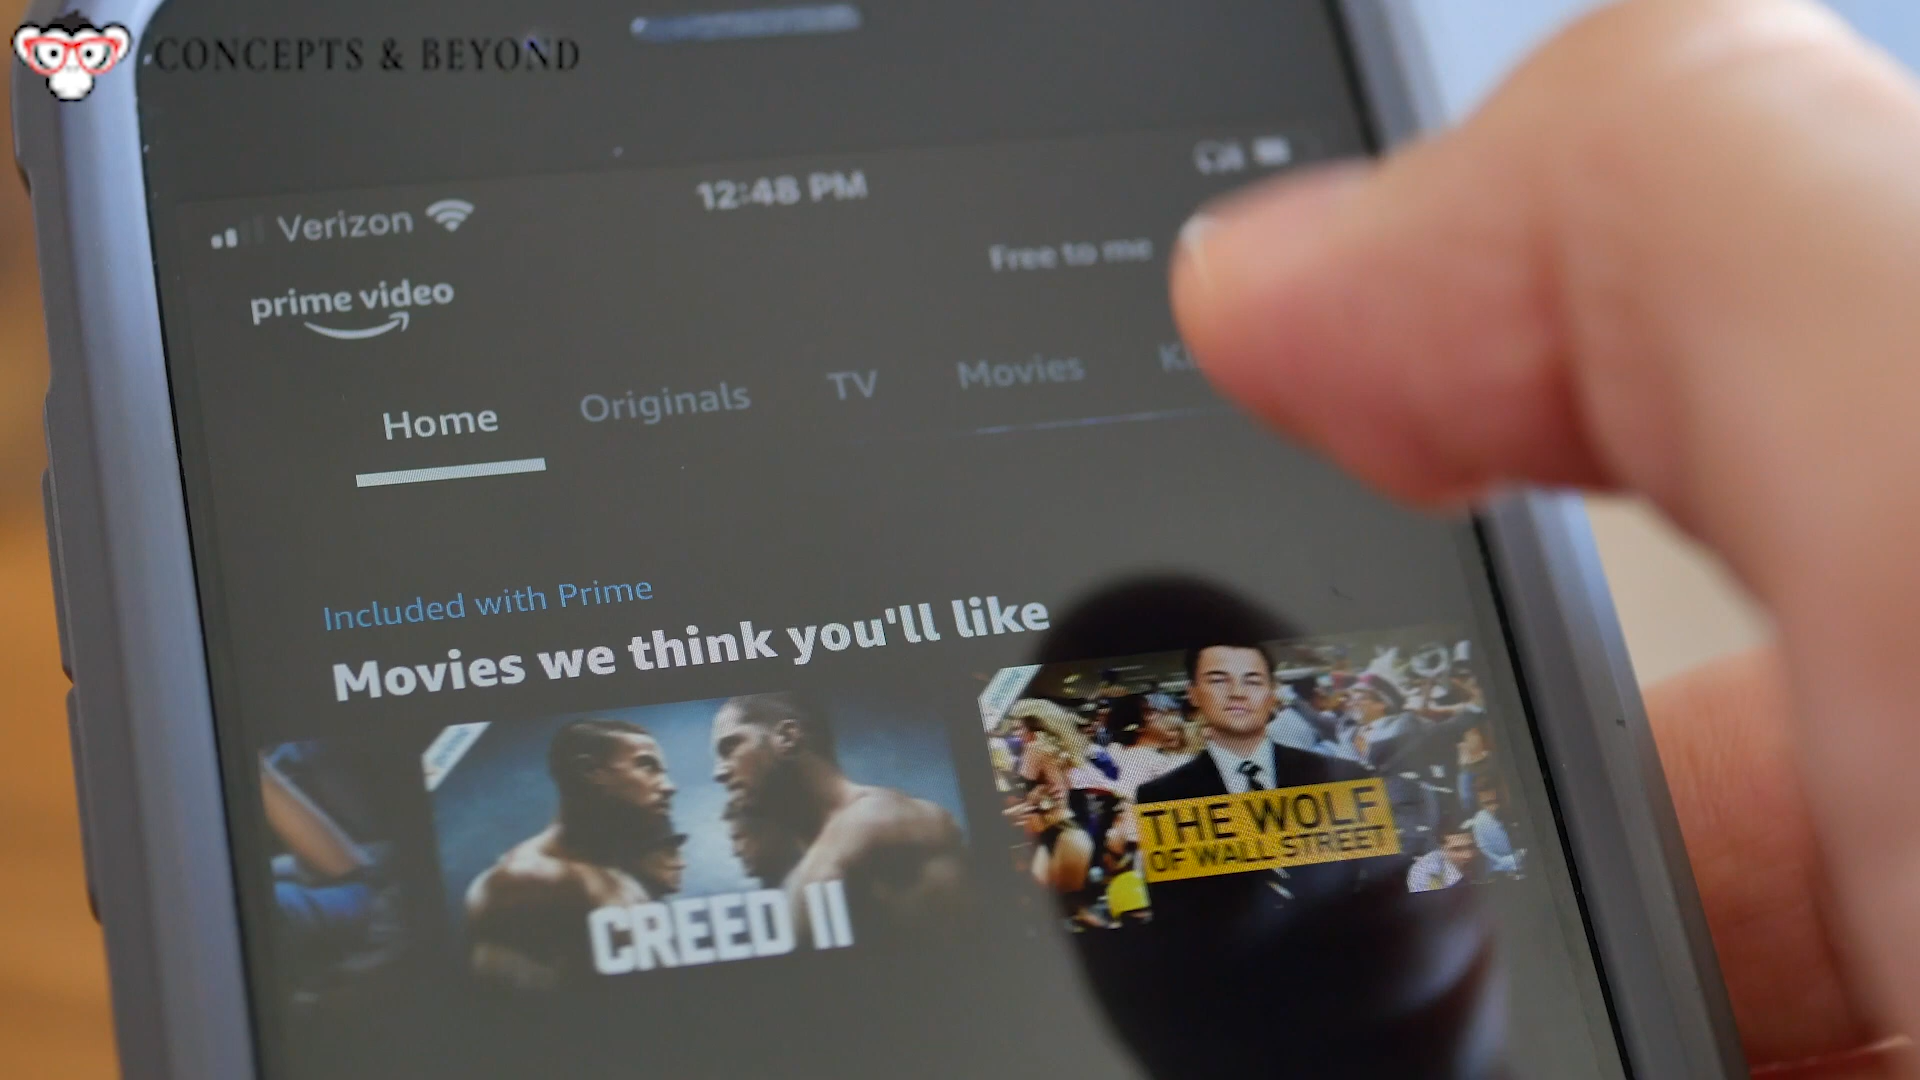 CONCEPTS & BEYOND
Verizon
12:48 PM
prime video
Free to me
Home
Originals
TV
Movies
Included with Prime
Movies we think you'll like
CREED II
THE WOLF
OF WALL STREET